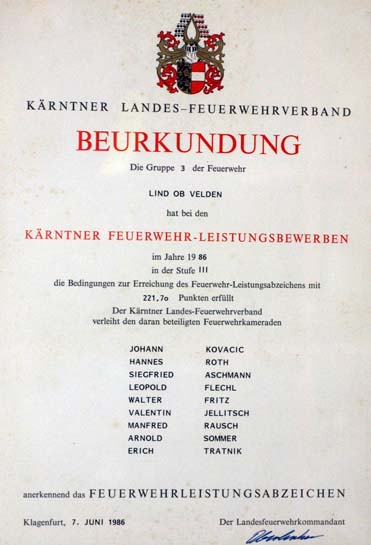 KÄRNTNER LANDES-FEUERWEHRVERBAND
BEURKUNDUNG
Die Gruppe 3 der Feuerwehr
LIND OB VELDEN
hat bei den
KÄRNTNER FEUERWEHR-LEISTUNGSBEWERBEN
im Jahre 1986
in der Stufe III
die Bedingungen zur Erreichung des Feuerwehr-Leistungsabzeichens mit
221,7o Punkten erfüllt
Der Kärntner Landes-Feuerwehrverband
verleiht den daran beteiligten Feuerwehrkameraden
JOHANN KOVACIC
HANNES ROTH
SIEGFRIED ASCHMANN
LEOPOLD FLECHL
WALTER FRITZ
VALENTIN JELLITSCH
MANFRED RAUSCH
ARNOLD SOMMER
ERICH TRATNIK
anerkennend das FEUERWEHRLEISTUNGSABZEICHEN
Klagenfurt, 7. JUNI 1986 Der Landesfeuerwehrkommandant